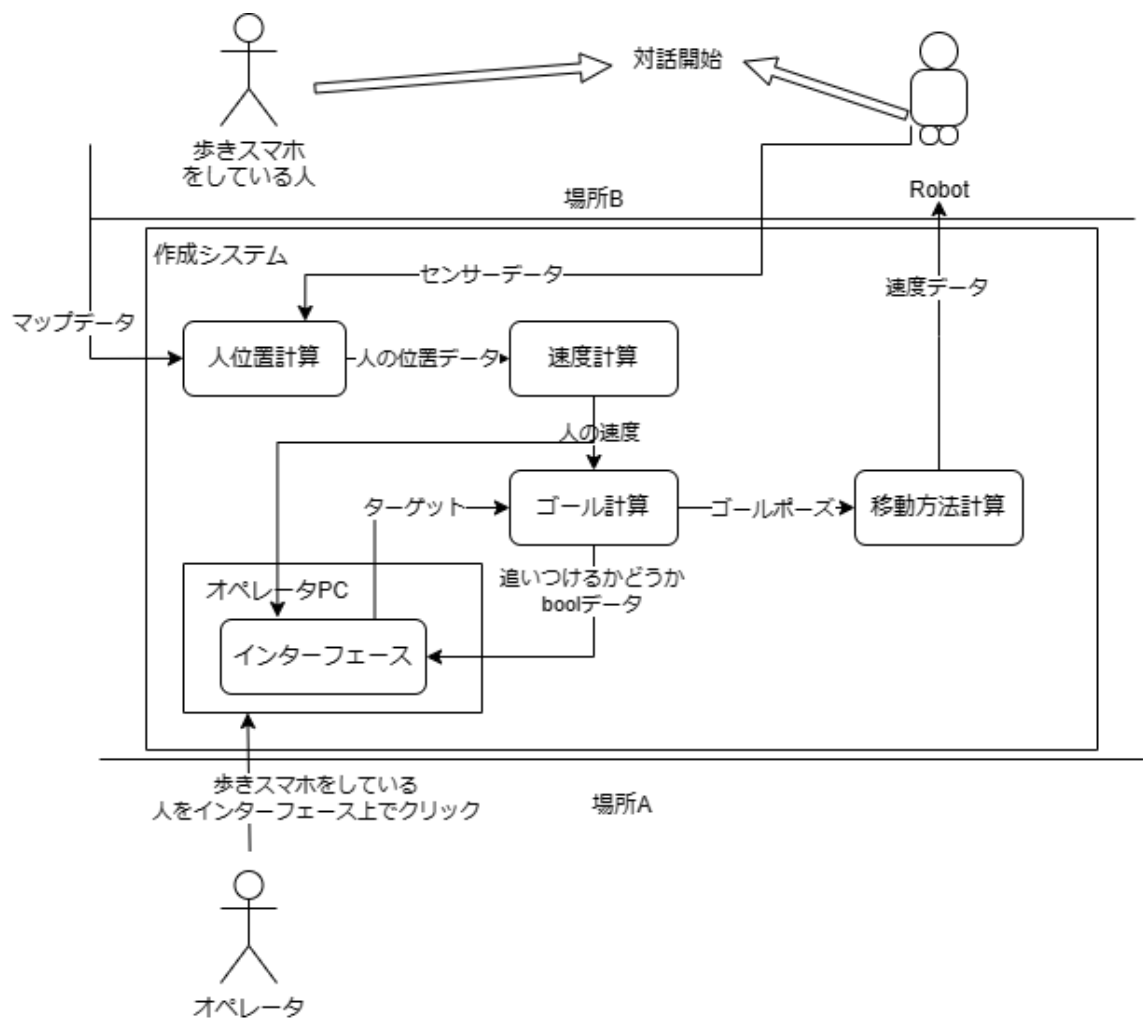 対話開始
歩きスマホ
をしている人
Robot
場所B
作成システム
センサーデータ
速度データ
マップデータ
人位置計算
人の位置データ
速度計算
人の速度
ターゲット
ゴール計算
ゴールポーズ
移動方法計算
追いつけるかどうか
boolデータ
オペレータPC
インターフェース
歩きスマホをしている
人をインターフェース上でクリック
場所A
オペレータ